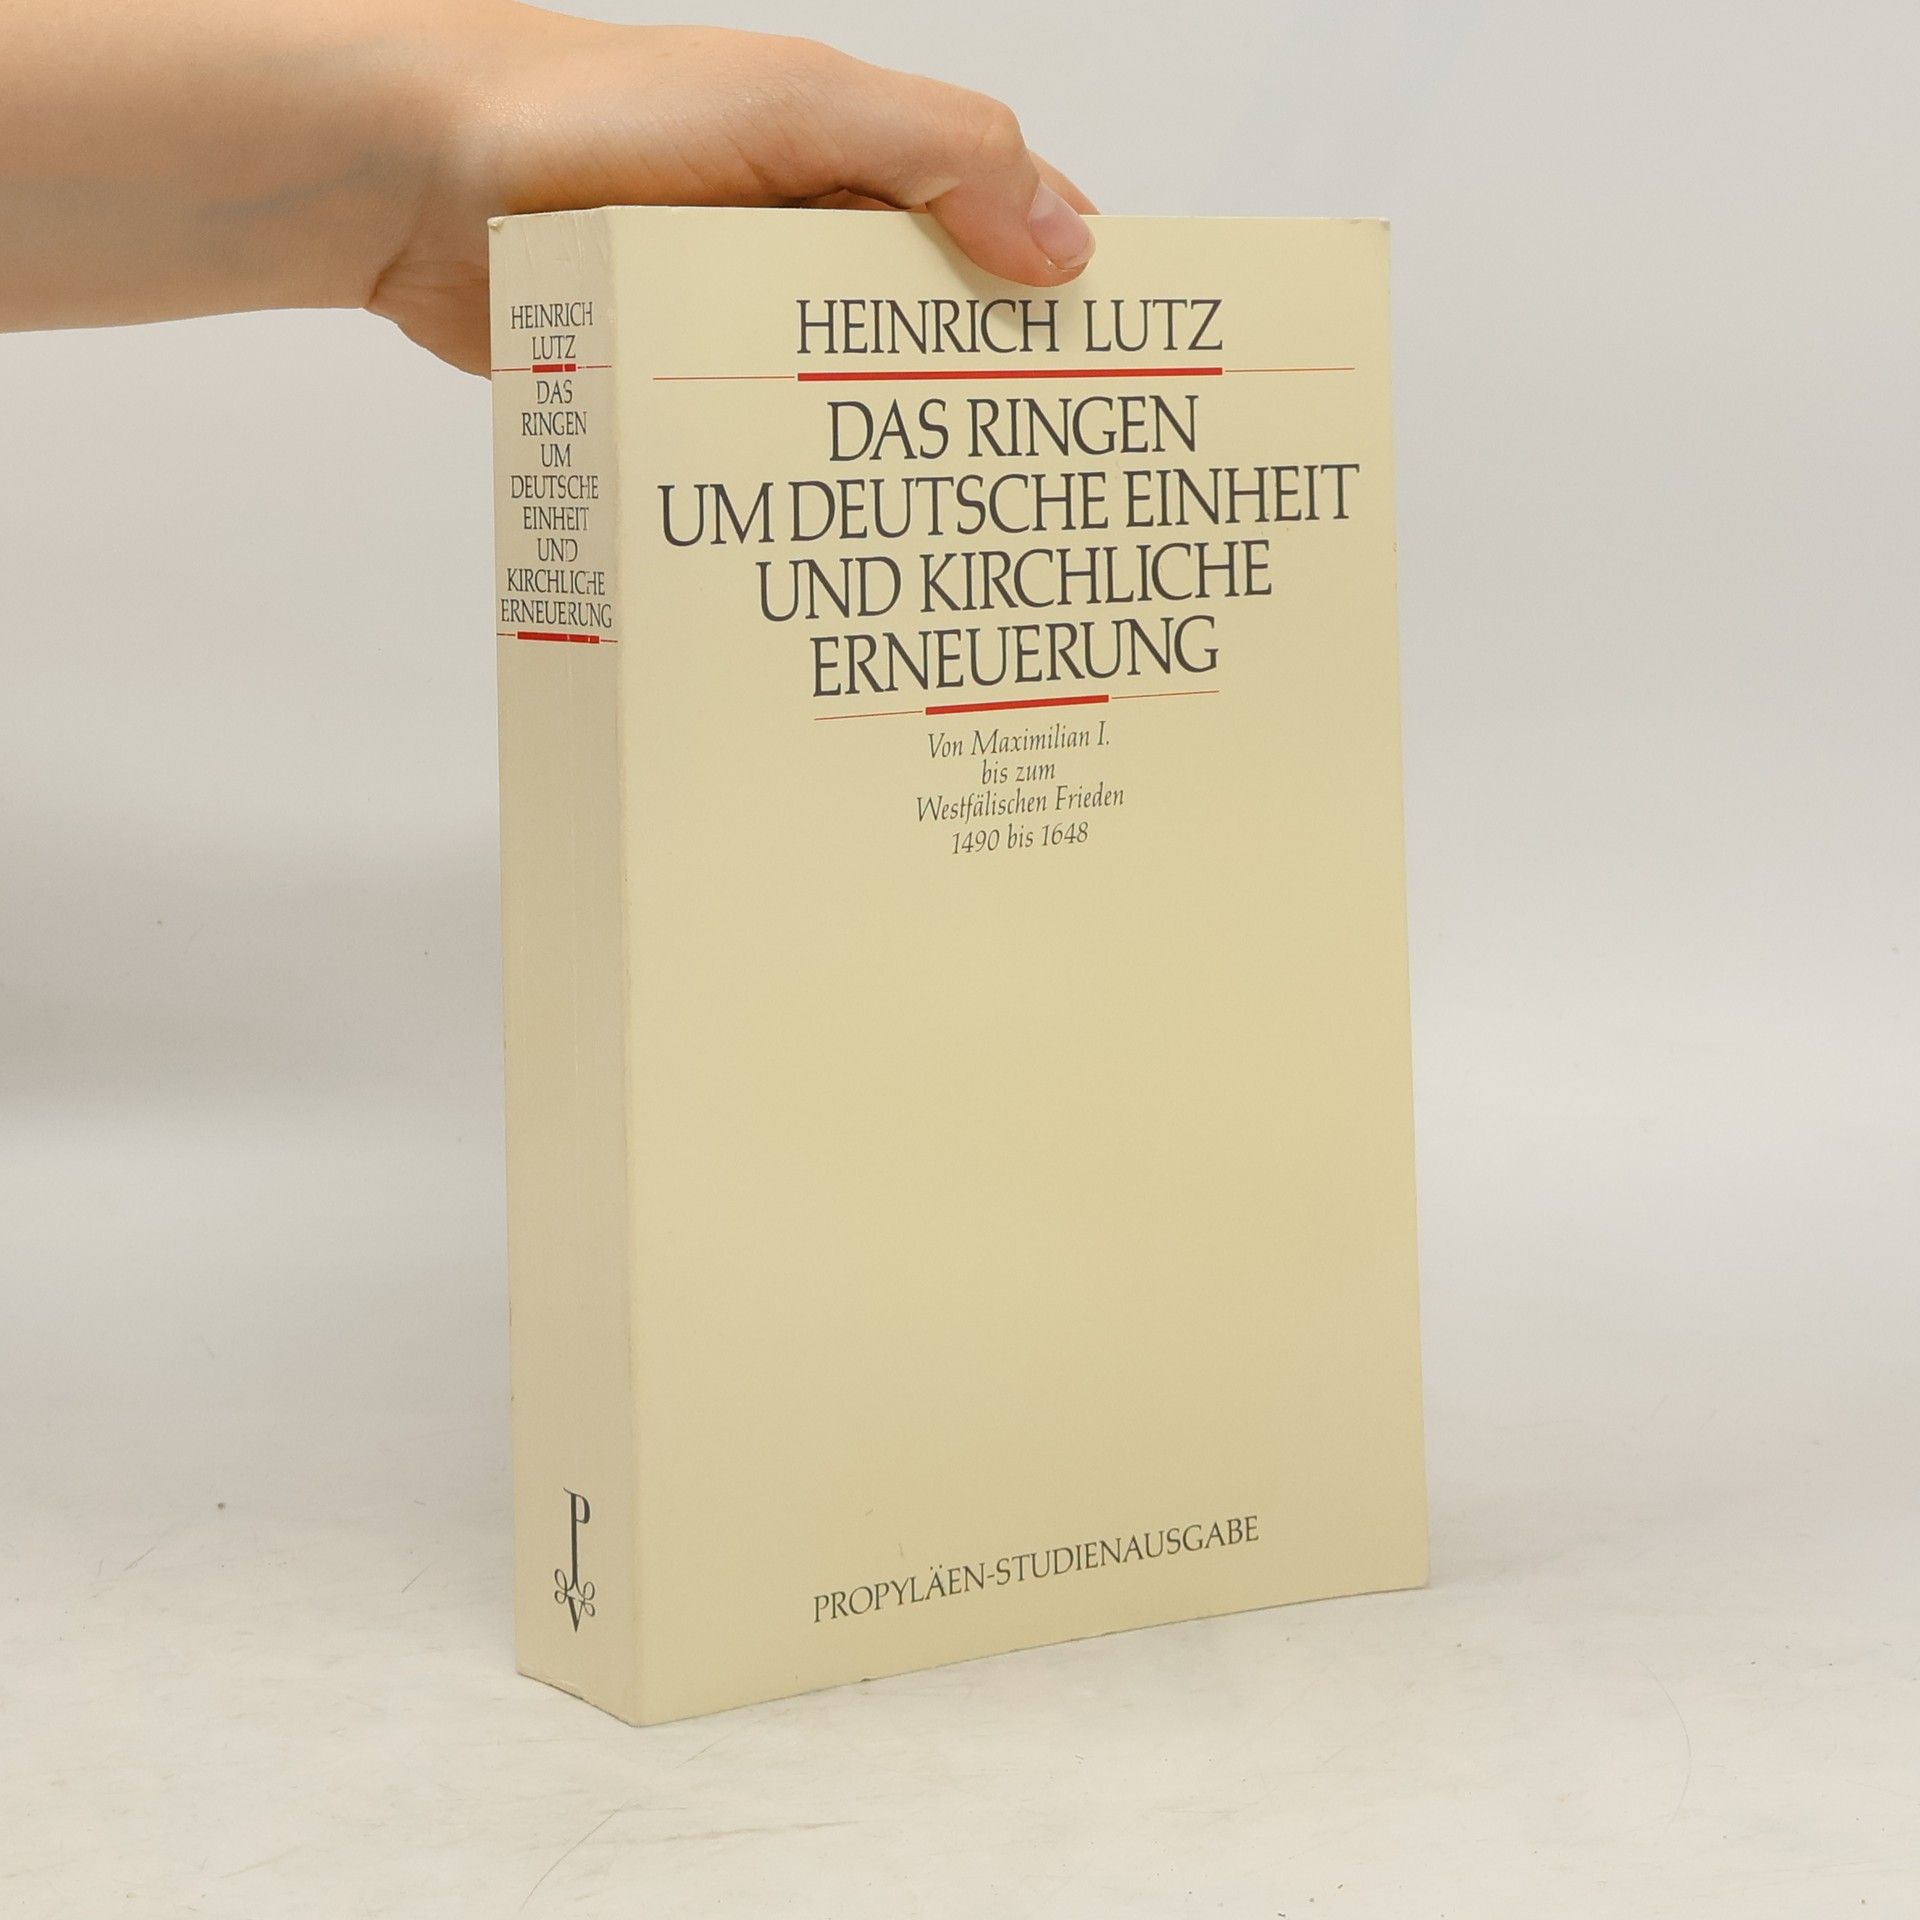 HEINRICH
LUTZ
DAS
RINGEN
UM
DEUTSCHE
EINHEIT
UND
KIRCHLICHE
ERNEUERUNG
P
V
HEINRICH LUTZ
DAS RINGEN
UM DEUTSCHE EINHEIT
UND KIRCHLICHE
ERNEUERUNG
Von Maximilian I.
bis zum
Westfälischen Frieden
1490 bis 1648
PROPYLÄEN-STUDIENAUSGABE